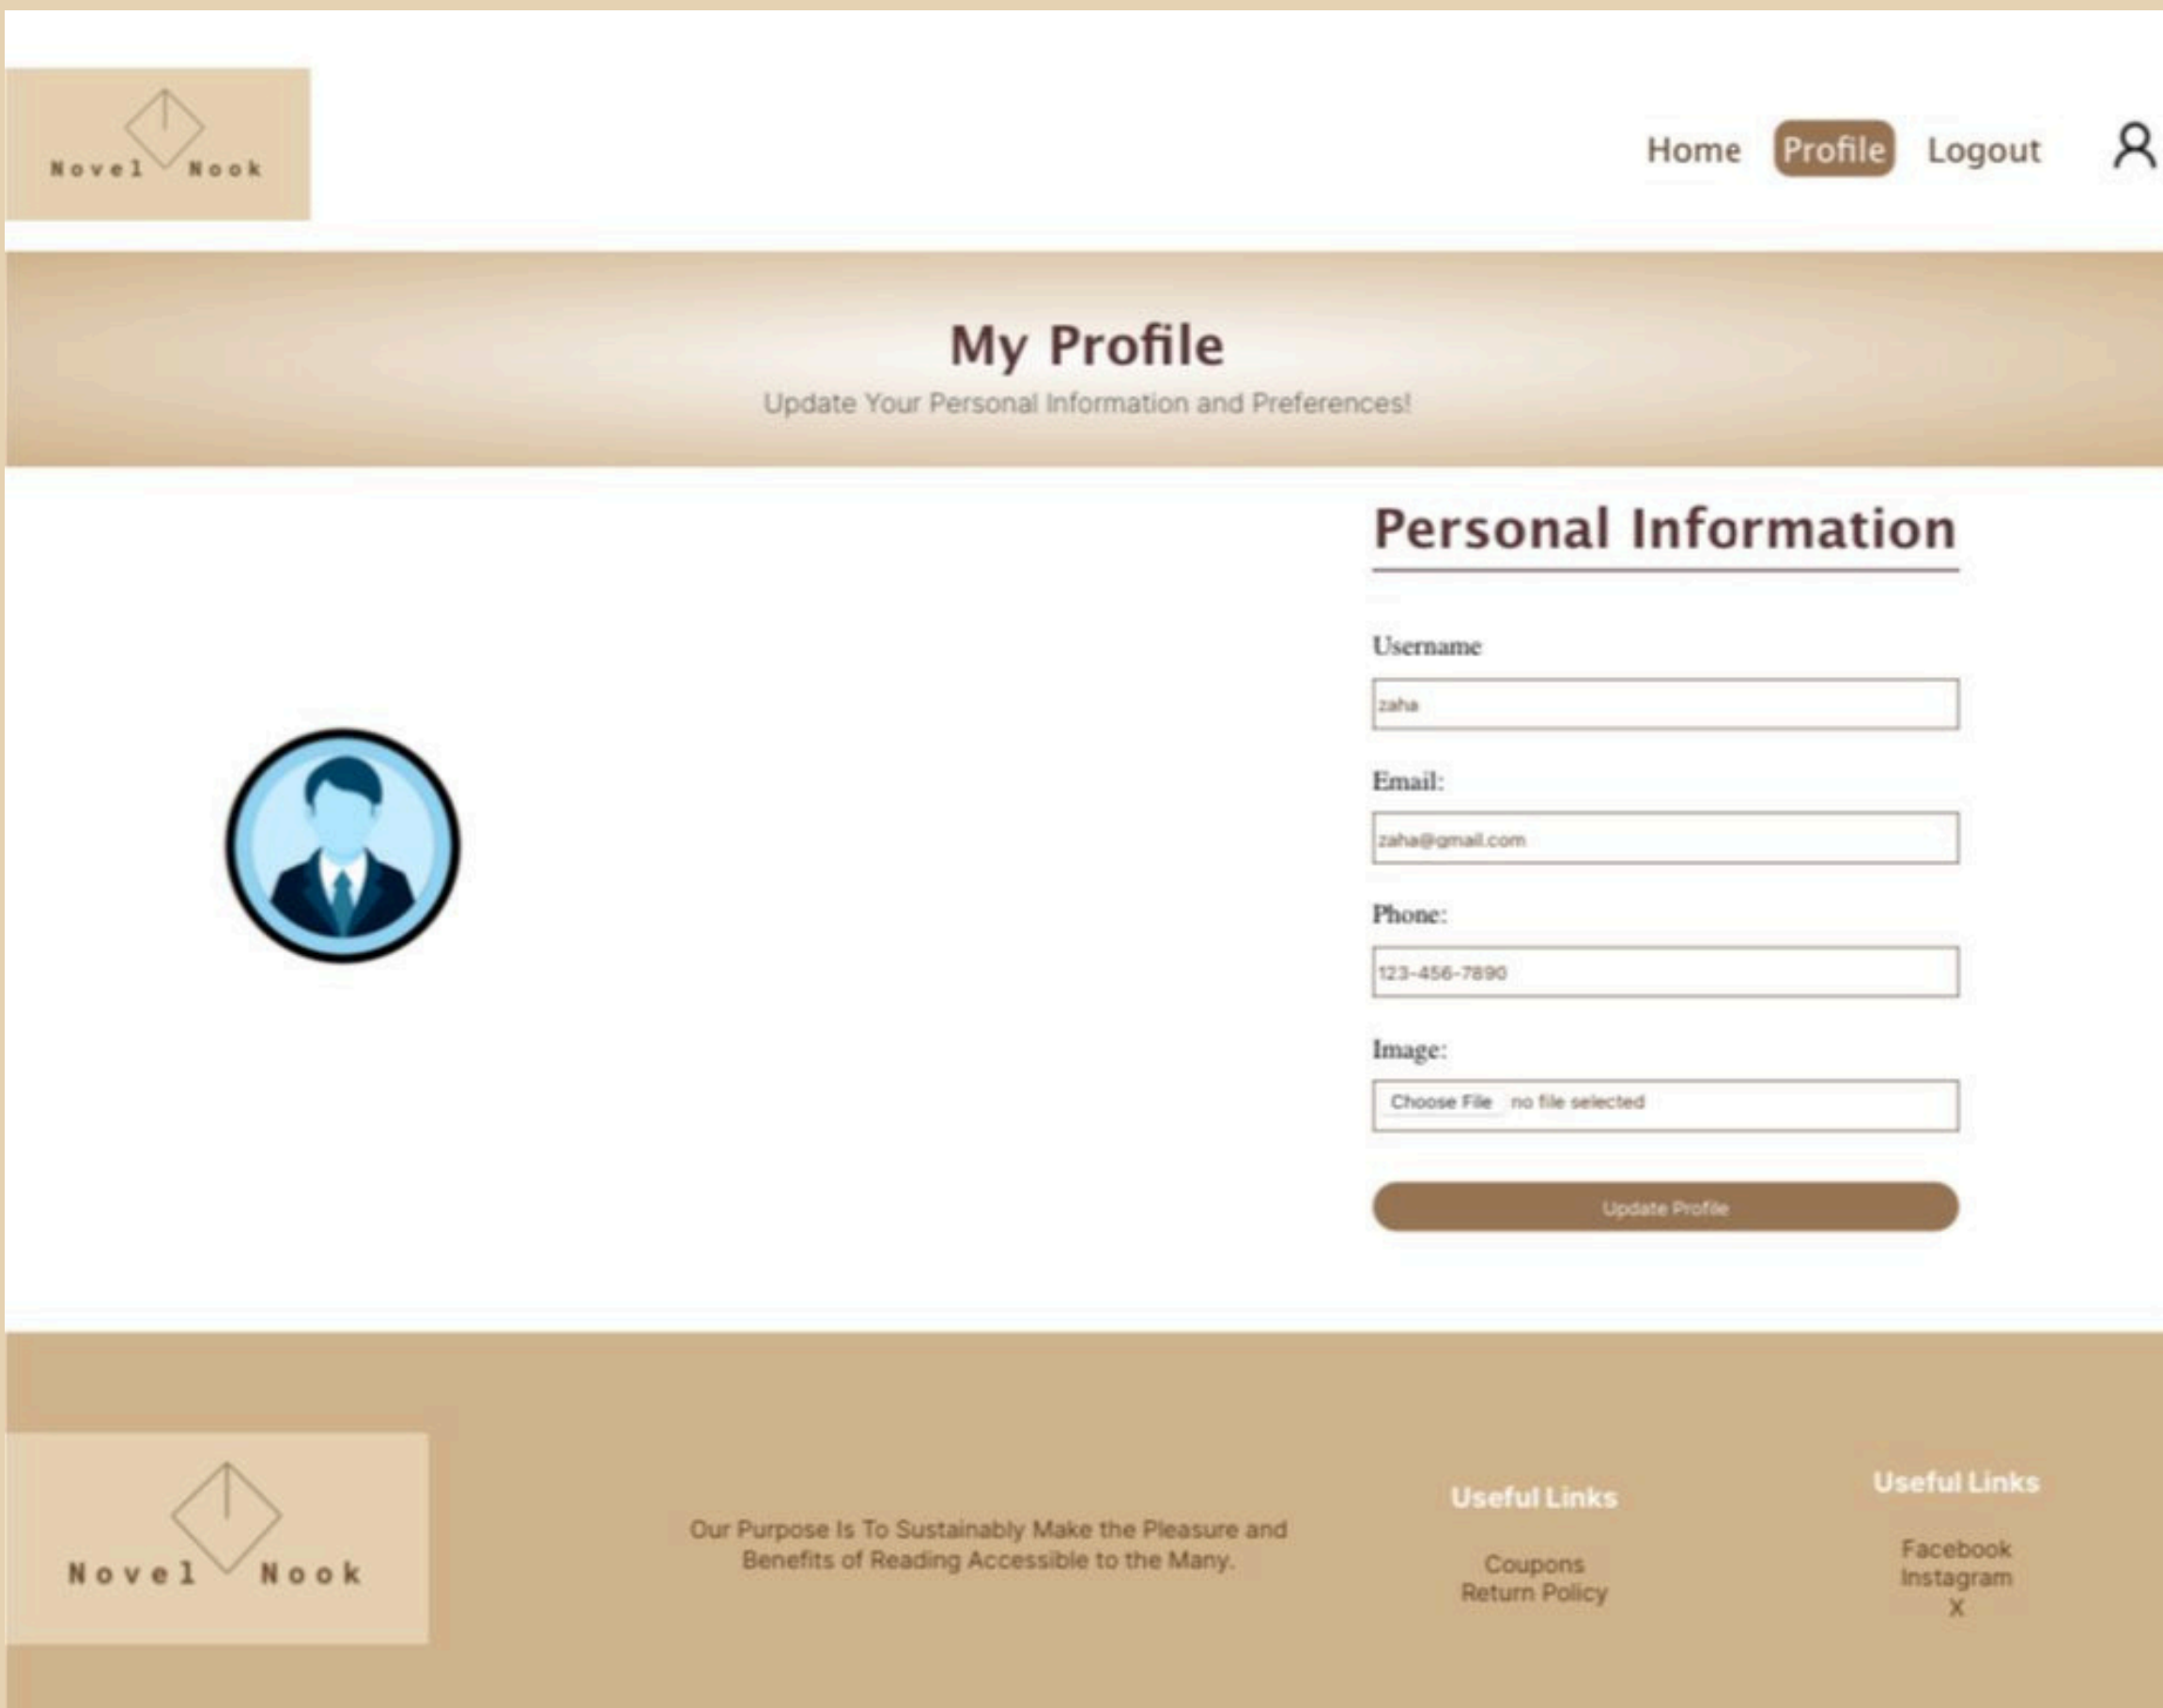 Novel Nook
Home Profile Logout
My Profile
Update Your Personal Information and Preferences!
Personal Information
Username
zaha
Email:
zaha@gmail.com
Phone:
123-456-7890
Image:
Choose File no file selected
Update Profile
Novel Nook
Our Purpose Is To Sustainably Make the Pleasure and
Benefits of Reading Accessible to the Many.
Useful Links
Coupons
Return Policy
Useful Links
Facebook
Instagram
X